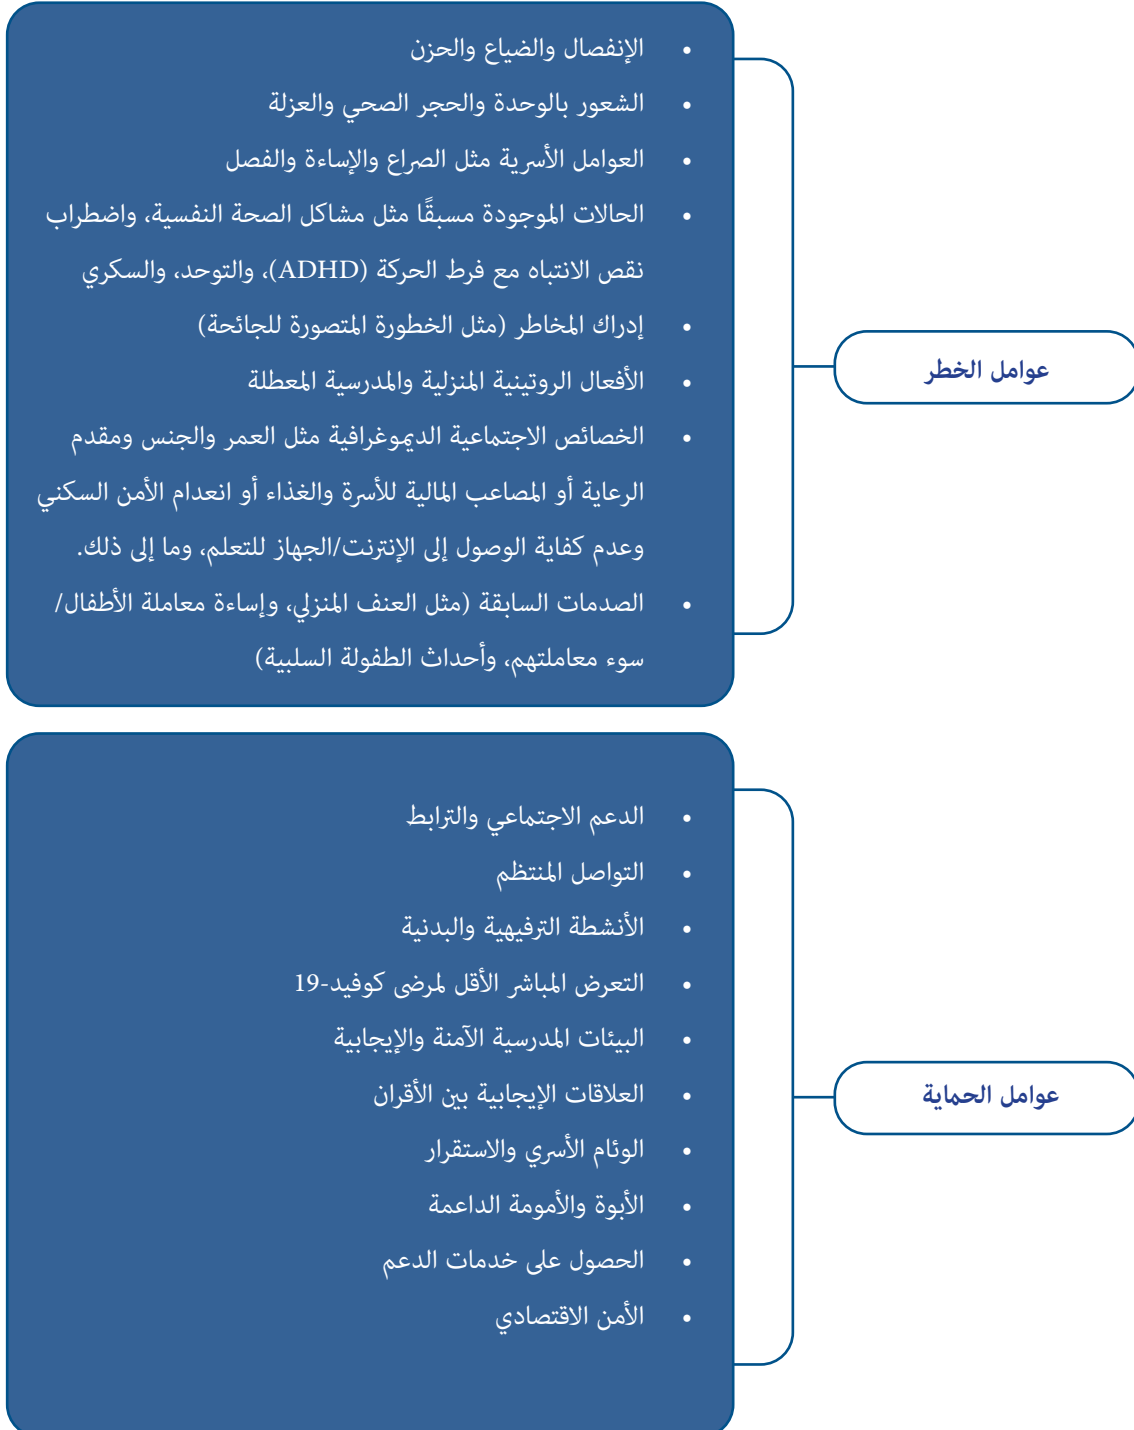 عوامل الخطر
• الإنفصال والضياع والحزن
• الشعور بالوحدة والحجر الصحي والعزلة
• العوامل الأسرية مثل الصراع والإساءة والفصل
• الحالات الموجودة مسبقًا مثل مشاكل الصحة النفسية، واضطراب
نقص الانتباه مع فرط الحركة (ADHD)، والتوحد، والسكري
• إدراك المخاطر (مثل الخطورة المتصورة للجائحة)
• الأفعال الروتينية المنزلية والمدرسية المعطلة
• الخصائص الاجتماعية الديموغرافية مثل العمر والجنس ومقدم
الرعاية أو المصاعب المالية للأسرة والغذاء أو انعدام الأمن السكني
وعدم كفاية الوصول إلى الإنترنت/الجهاز للتعلم، وما إلى ذلك.
• الصدمات السابقة (مثل العنف المنزلي، وإساءة معاملة الأطفال/
سوء معاملتهم، وأحداث الطفولة السلبية)
عوامل الحماية
• الدعم الاجتماعي والترابط
• التواصل المنتظم
• الأنشطة الترفيهية والبدنية
• التعرض المباشر الأقل لمرضى كوفيد-19
• البيئات المدرسية الآمنة والإيجابية
• العلاقات الإيجابية بين الأقران
• الوئام الأسري والاستقرار
• الأبوة والأمومة الداعمة
• الحصول على خدمات الدعم
• الأمن الاقتصادي